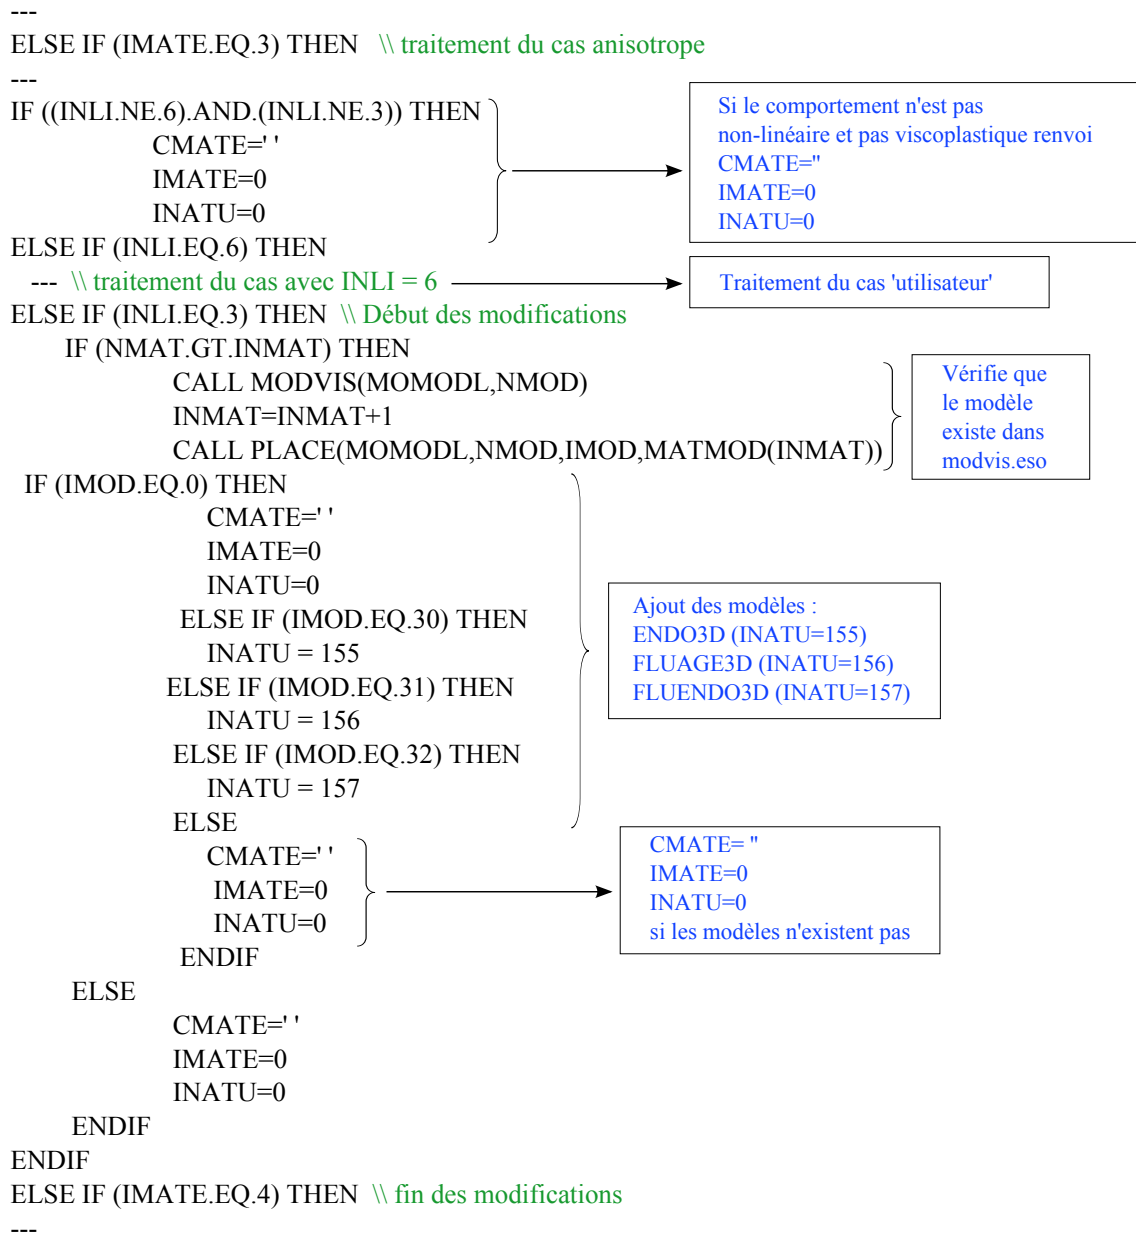 ---
ELSE IF (IMATE.EQ.3) THEN \\ traitement du cas anisotrope
---
IF ((INLI.NE.6).AND.(INLI.NE.3)) THEN
CMATE=' '
IMATE=0
INATU=0
Si le comportement n'est pas
non-linéaire et pas viscoplastique renvoi
CMATE=''
IMATE=0
INATU=0
ELSE IF (INLI.EQ.6) THEN
--- \\ traitement du cas avec INLI = 6
Traitement du cas 'utilisateur'
ELSE IF (INLI.EQ.3) THEN \\ Début des modifications
IF (NMAT.GT.INMAT) THEN
CALL MODVIS(MOMODL,NMOD)
INMAT=INMAT+1
CALL PLACE(MOMODL,NMOD,IMOD,MATMOD(INMAT))
Vérifie que
le modèle
existe dans
modvis.eso
IF (IMOD.EQ.0) THEN
CMATE=' '
IMATE=0
INATU=0
ELSE IF (IMOD.EQ.30) THEN
INATU = 155
ELSE IF (IMOD.EQ.31) THEN
INATU = 156
ELSE IF (IMOD.EQ.32) THEN
INATU = 157
Ajout des modèles :
ENDO3D (INATU=155)
FLUAGE3D (INATU=156)
FLUENDO3D (INATU=157)
ELSE
CMATE=' '
IMATE=0
INATU=0
CMATE= ''
IMATE=0
INATU=0
si les modèles n'existent pas
ENDIF
ELSE
CMATE=' '
IMATE=0
INATU=0
ENDIF
ENDIF
ELSE IF (IMATE.EQ.4) THEN \\ fin des modifications
---